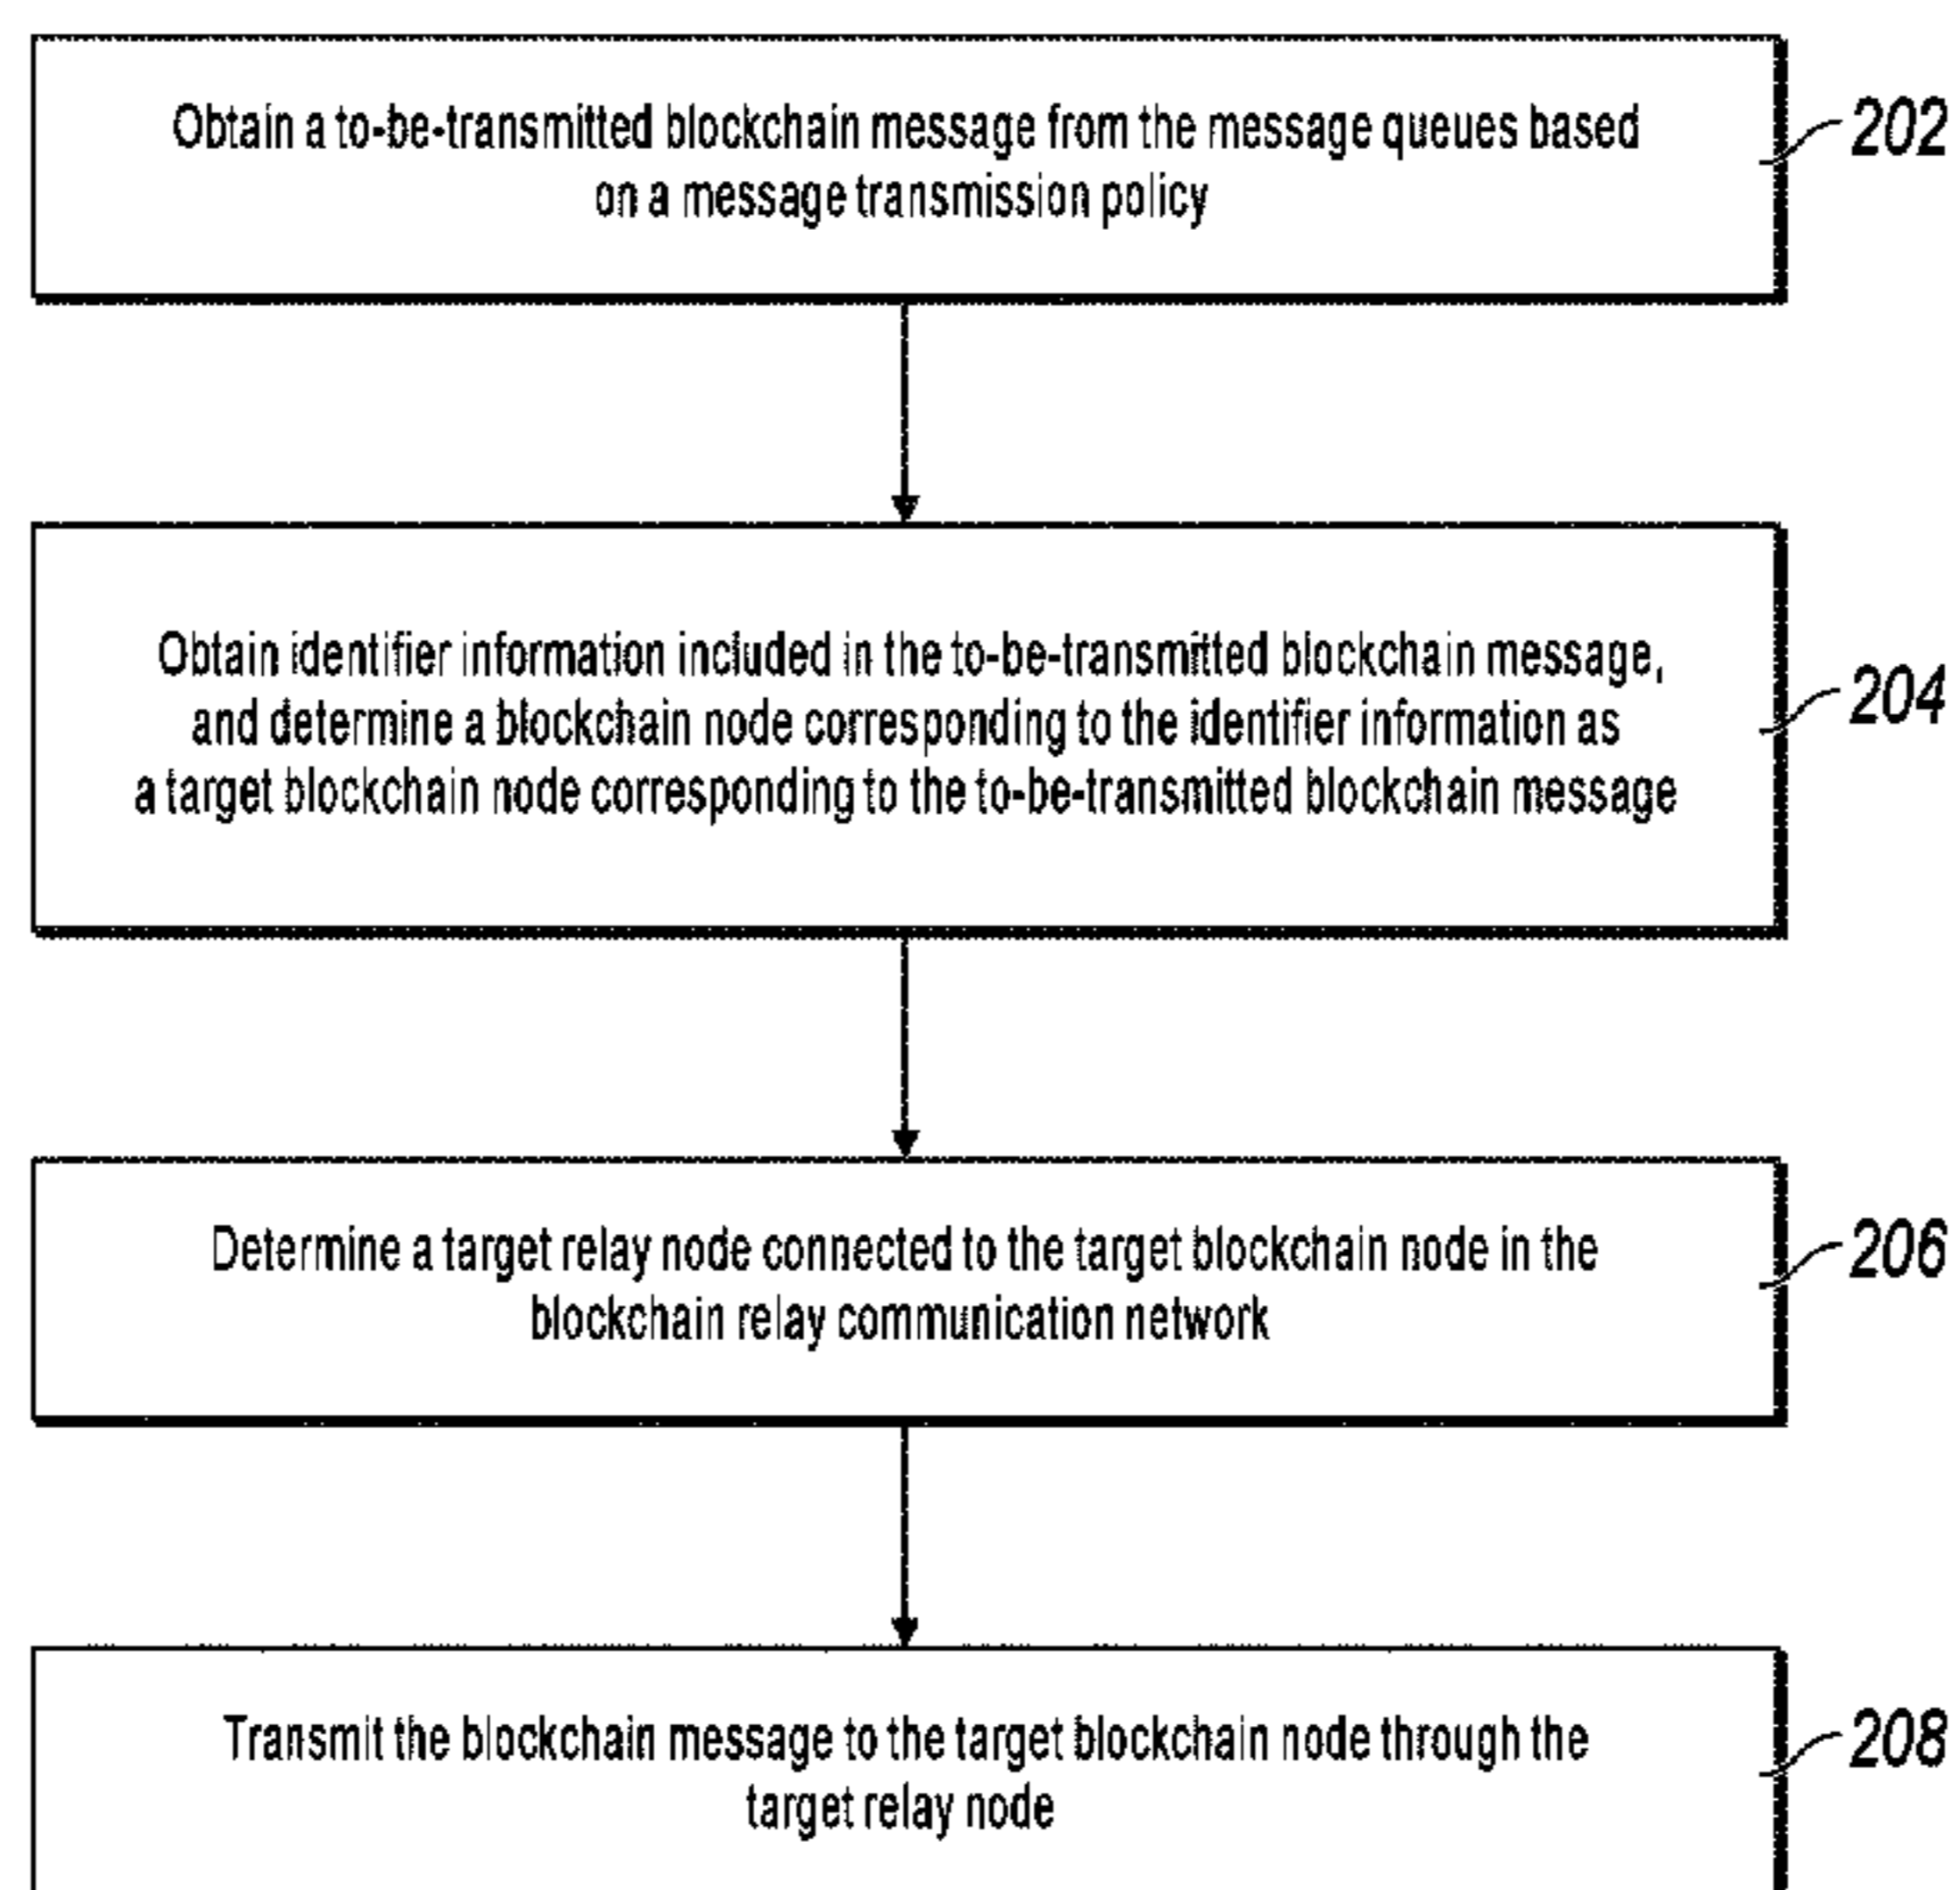 Obtain a to-be-transmitted blockchain message from the message queues based
on a message transmission policy
202
Obtain identifier information included in the to-be-transmitted blockchain message,
and determine a blockchain node corresponding to the identifier information as
a target blockchain node corresponding to the to-be-transmitted blockchain message
204
Determine a target relay node connected to the target blockchain node in the
blockchain relay communication network
206
Transmit the blockchain message to the target blockchain node through the
target relay node
208